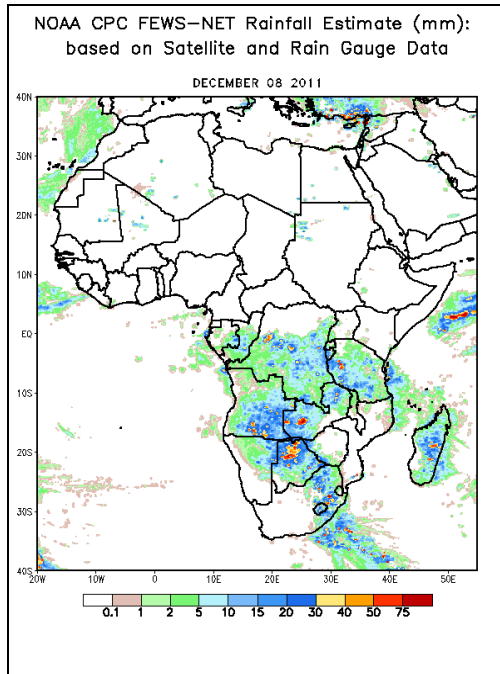 NOAA CPC FEWS-NET Rainfall Estimate (mm):
based on Satellite and Rain Gauge Data
DECEMBER 08 2011
40N
30N
20N
10N
EQ
10S
20S
30S
40S
20W 10W 0 10E 20E 30E 40E 50E
0.1 1 2 5 10 15 20 30 40 50 75